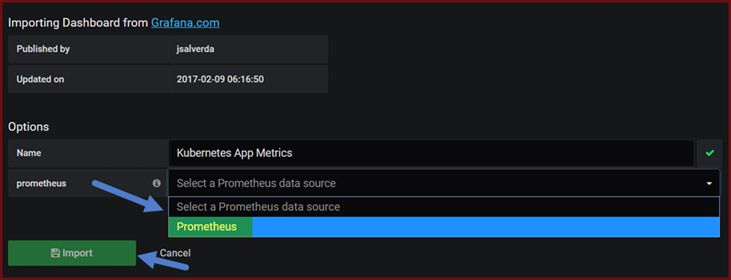 Importing Dashboard from Grafana.com
Published by jsalverda
Updated on 2017-02-09 06:16:50
Options
Name Kubernetes App Metrics
prometheus Select a Prometheus data source
Select a Prometheus data source
Prometheus
Import Cancel